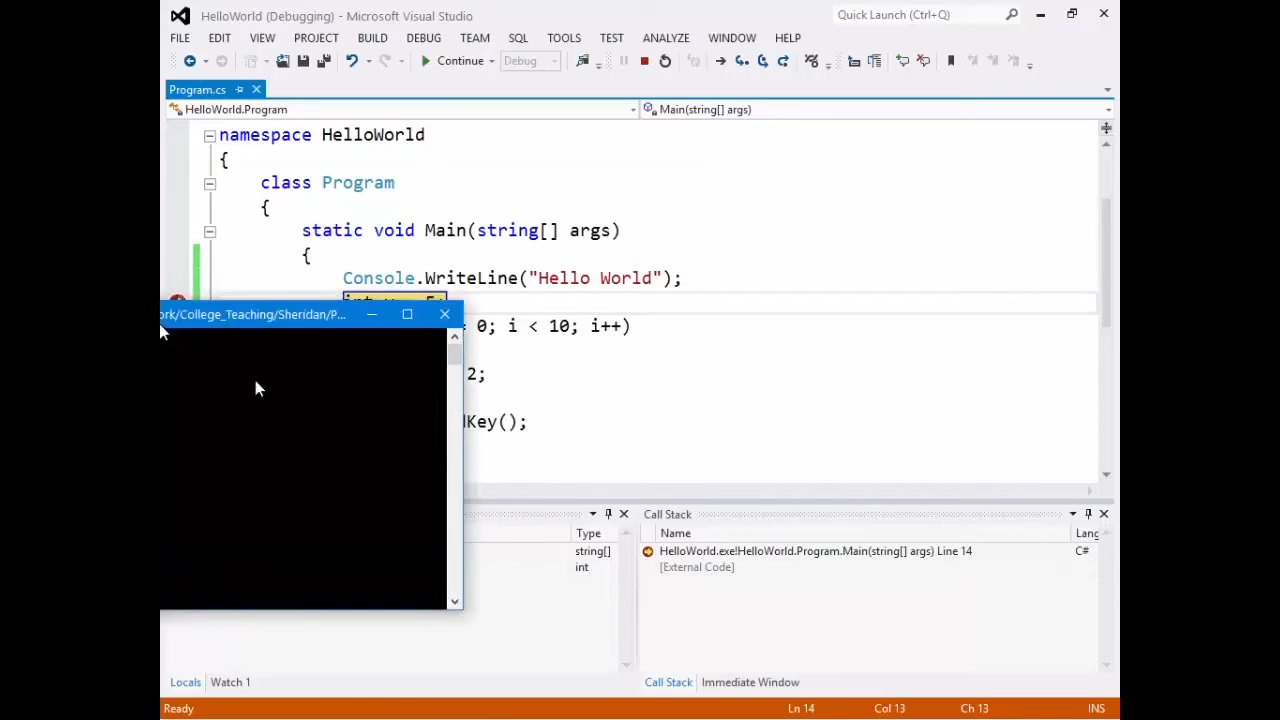 HelloWorld (Debugging) - Microsoft Visual Studio
Quick Launch (Ctrl+Q)
FILE EDIT VIEW PROJECT BUILD DEBUG TEAM SQL TOOLS TEST ANALYZE WINDOW HELP
Continue Debug
Program.cs
HelloWorld.Program
Main(string[] args)
namespace HelloWorld
{
class Program
{
static void Main(string[] args)
{
Console.WriteLine("Hello World");
ork/College_Teaching/Sheridan/P...
0; i < 10; i++)
2;
Key();
Call Stack
Type
Name
Lang
string[]
HelloWorld.exe!HelloWorld.Program.Main(string[] args) Line 14
C#
int
[External Code]
Locals Watch 1
Call Stack Immediate Window
Ready
Ln 14
Col 13
Ch 13
INS